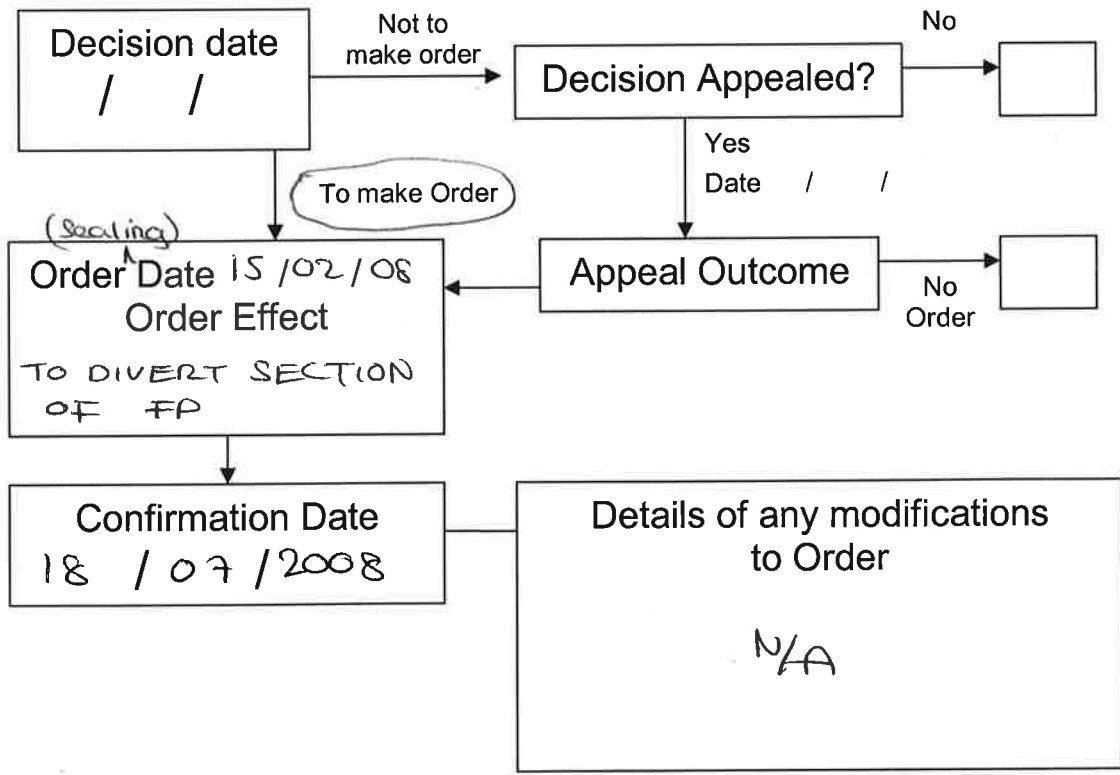 Decision date
/ /
Not to
make order
Decision Appealed?
No
Yes
Date / /
To make Order
(Sealing)
Order Date 15/02/08
Order Effect
TO DIVERT SECTION
OF FP
Appeal Outcome
No
Order
Confirmation Date
18 / 07 / 2008
Details of any modifications
to Order
N/A